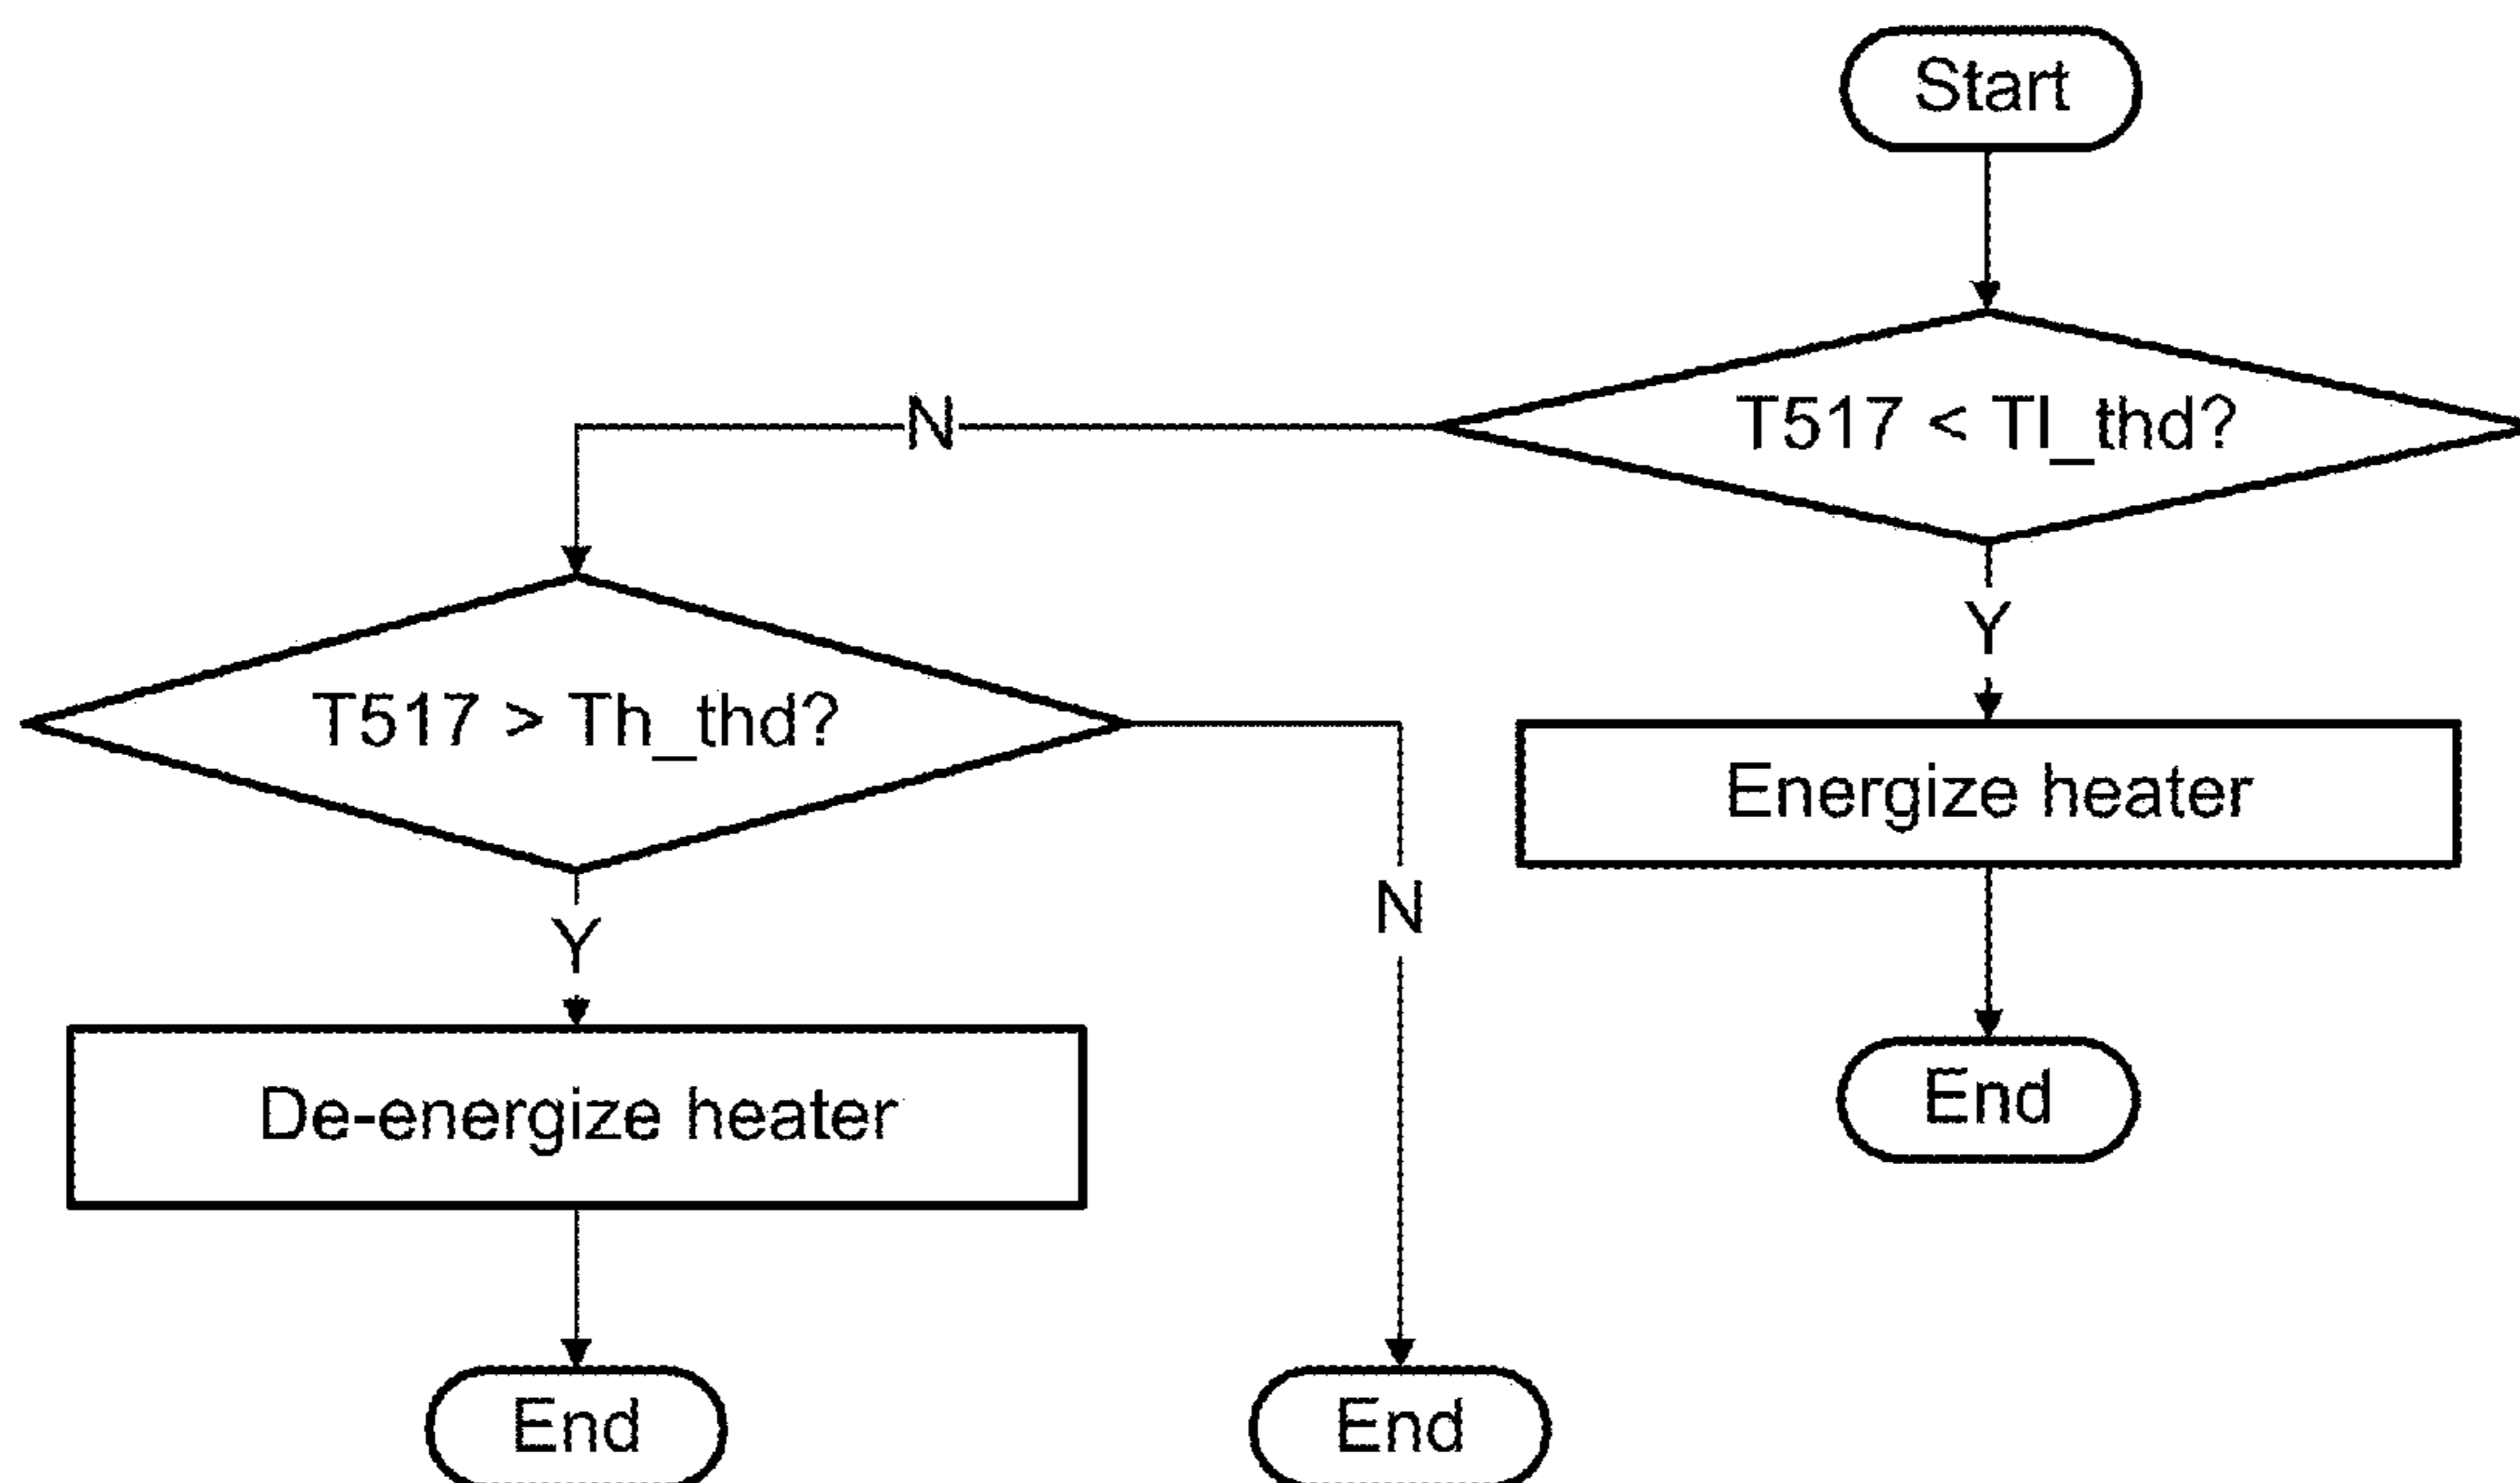 Start
T517 < Tl_thd?
N
Y
T517 > Th_thd?
Energize heater
N
Y
De-energize heater
End
End
End